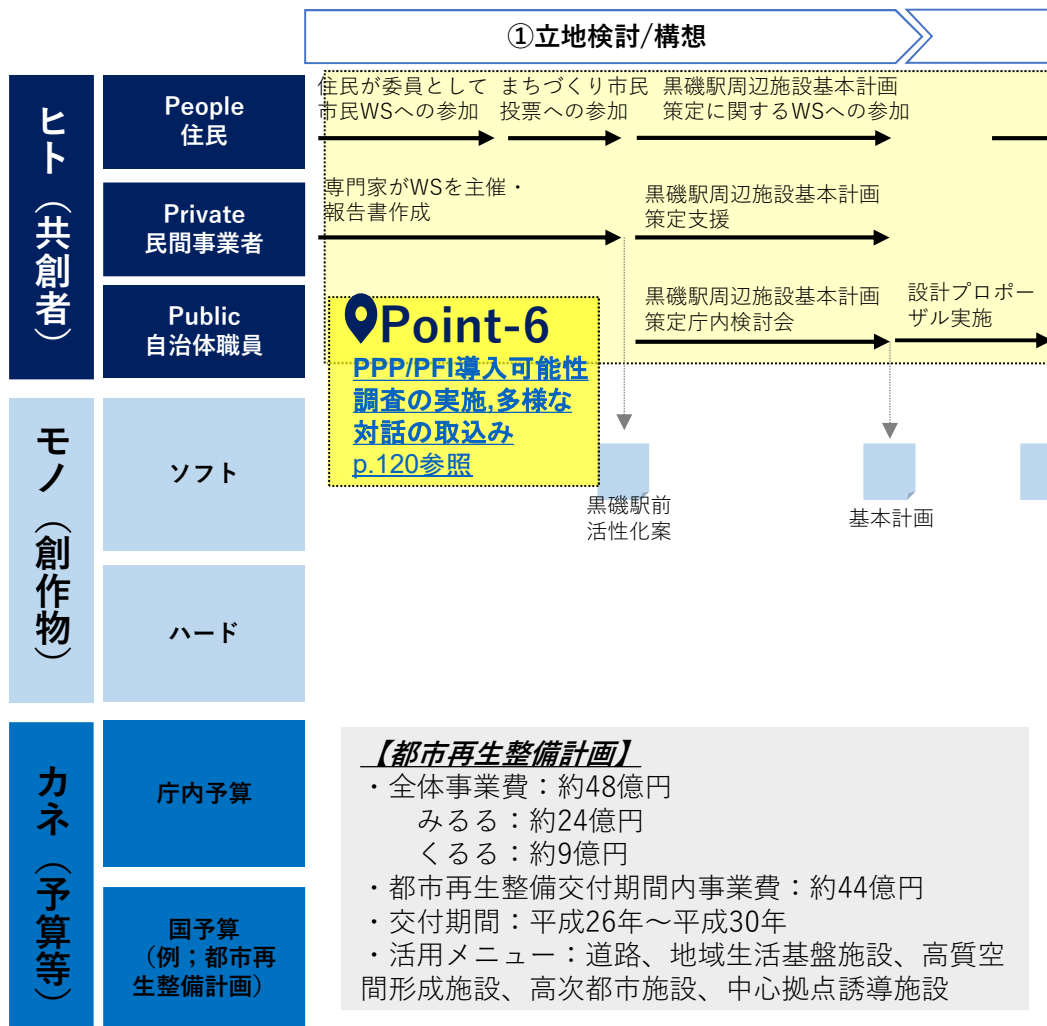 ①立地検討/構想
ヒト（共創者）
People
住民
住民が委員として
市民WSへの参加
まちづくり市民
投票への参加
黒磯駅周辺施設基本計画
策定に関するWSへの参加
Private
民間事業者
専門家がWSを主催・
報告書作成
黒磯駅周辺施設基本計画
策定支援
Public
自治体職員
黒磯駅周辺施設基本計画
策定庁内検討会
設計プロポー
ザル実施
Point-6
PPP/PFI導入可能性
調査の実施,多様な
対話の取込み
p.120参照
モノ（創作物）
ソフト
黒磯駅前
活性化案
基本計画
ハード
カネ（予算等）
庁内予算
国予算
（例；都市再
生整備計画）
【都市再生整備計画】
・全体事業費：約48億円
みるる：約24億円
くるる：約9億円
・都市再生整備交付期間内事業費：約44億円
・交付期間：平成26年～平成30年
・活用メニュー：道路、地域生活基盤施設、高質空
間形成施設、高次都市施設、中心拠点誘導施設